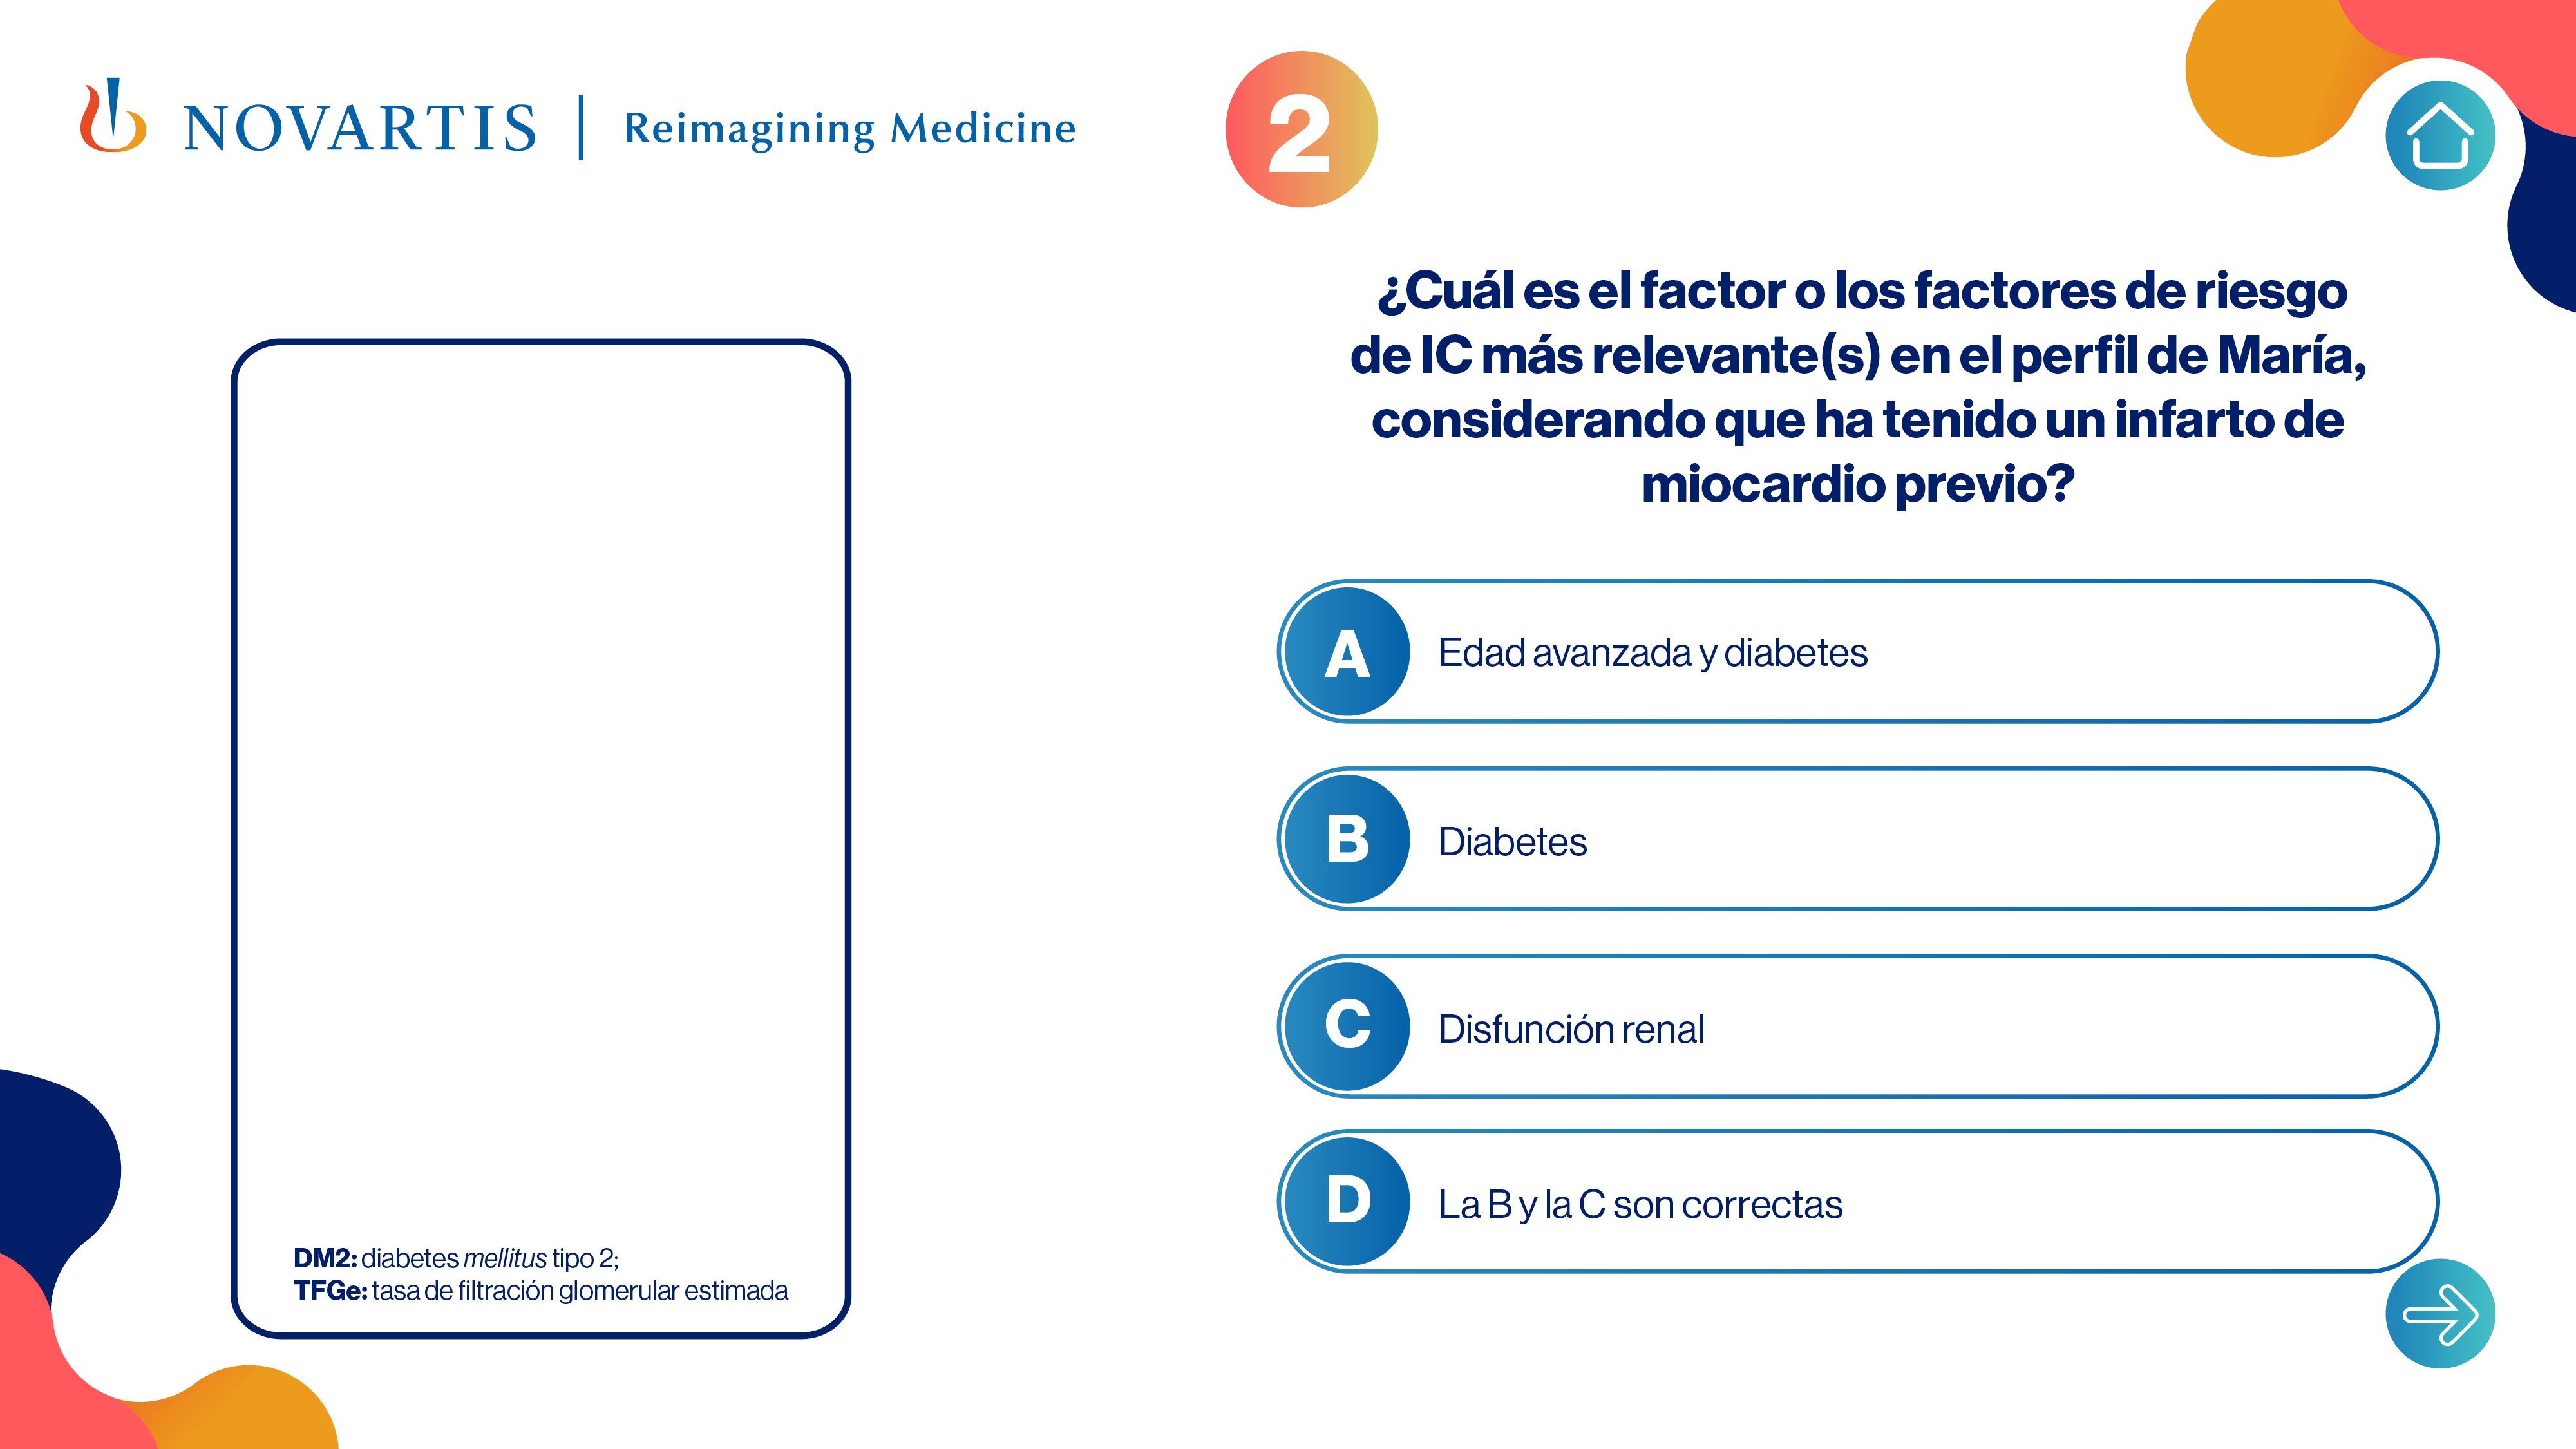 NOVARTIS | Reimagining Medicine
2
¿Cuál es el factor o los factores de riesgo
de IC más relevante(s) en el perfil de María,
considerando que ha tenido un infarto de
miocardio previo?
A Edad avanzada y diabetes
B Diabetes
C Disfunción renal
D La B y la C son correctas
DM2: diabetes mellitus tipo 2;
TFGe: tasa de filtración glomerular estimada